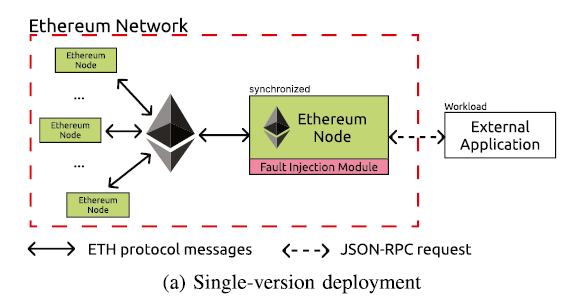 Ethereum Network
Ethereum
Node
...
Ethereum
Node
...
Ethereum
Node
synchronized
Ethereum
Node
Fault Injection Module
Workload
External
Application
ETH protocol messages
JSON-RPC request
(a) Single-version deployment